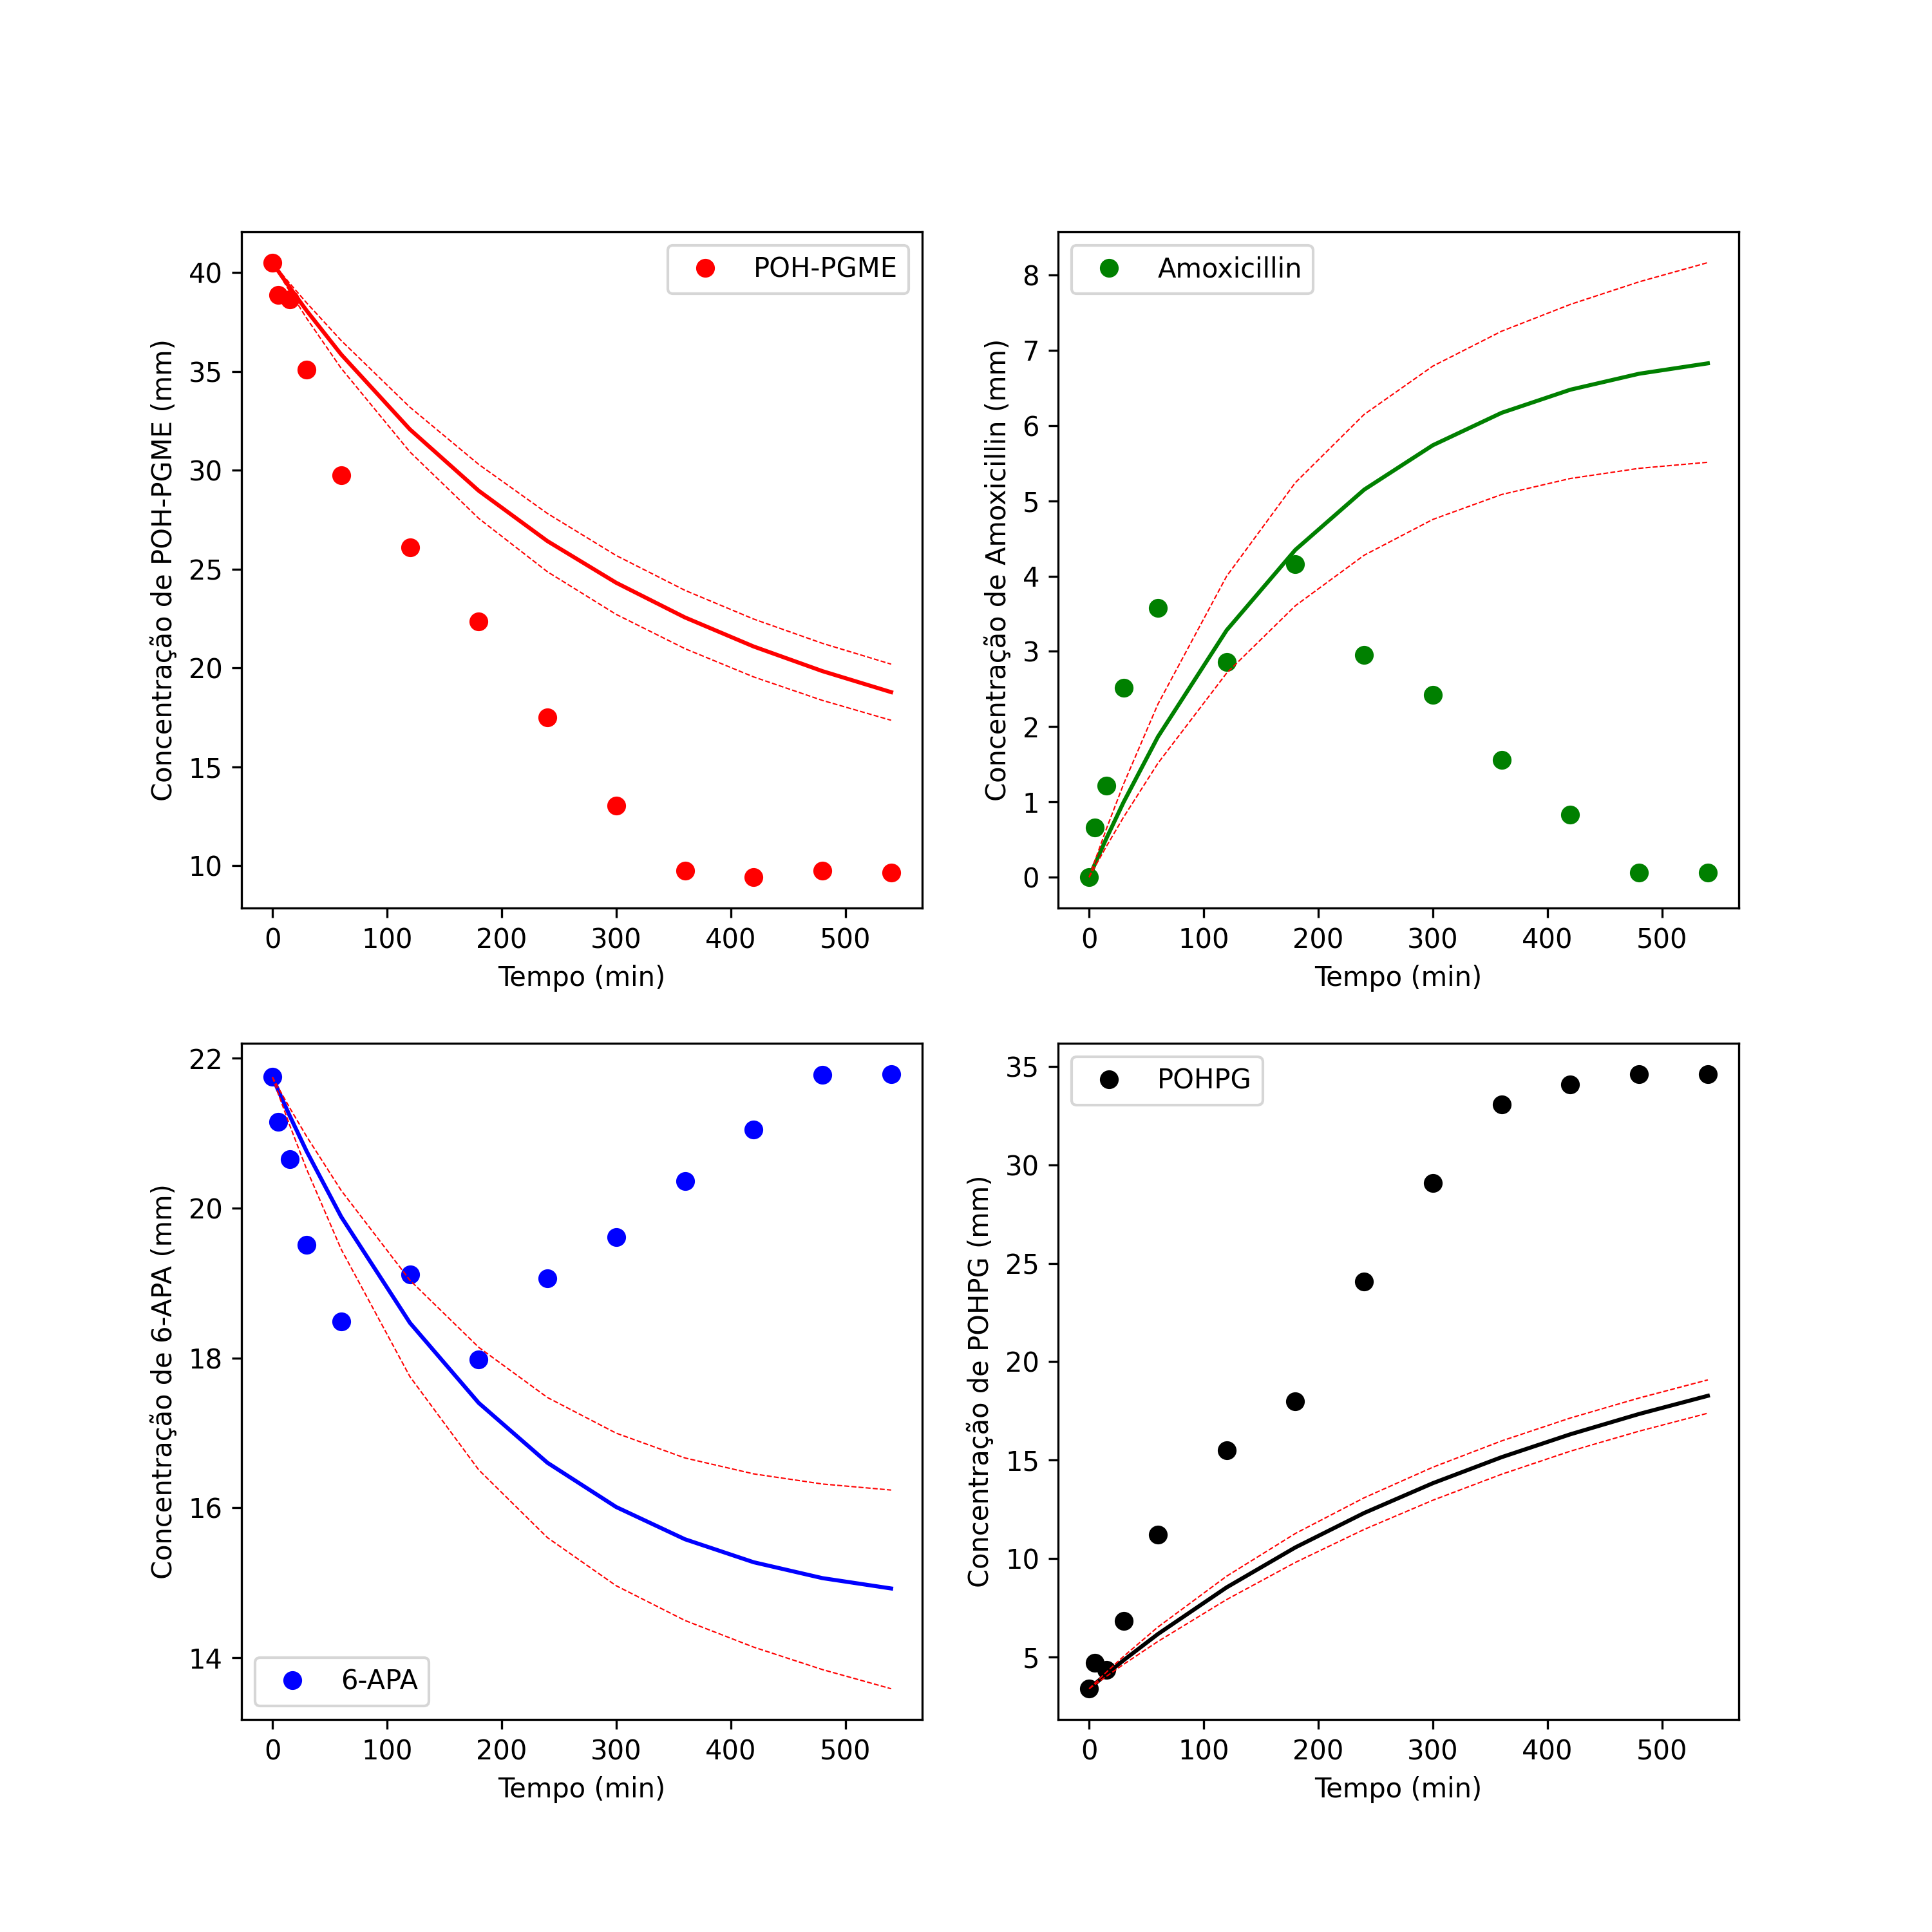 POH-PGME
Concentração de POH-PGME (mm)
40
35
30
25
20
15
10
0 100 200 300 400 500
Tempo (min)
Amoxicillin
Concentração de Amoxicillin (mm)
8
7
6
5
4
3
2
1
0
0 100 200 300 400 500
Tempo (min)
6-APA
Concentração de 6-APA (mm)
22
20
18
16
14
0 100 200 300 400 500
Tempo (min)
POHPG
Concentração de POHPG (mm)
35
30
25
20
15
10
5
0 100 200 300 400 500
Tempo (min)